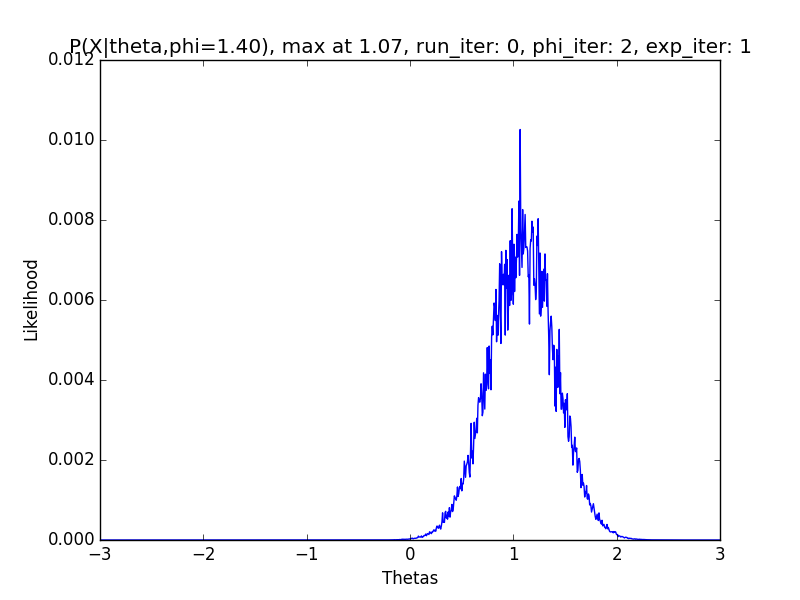 P(X|theta,phi=1.40), max at 1.07, run_iter: 0, phi_iter: 2, exp_iter: 1
0.012
0.010
0.008
0.006
0.004
0.002
0.000
Likelihood
−3 −2 −1 0 1 2 3
Thetas